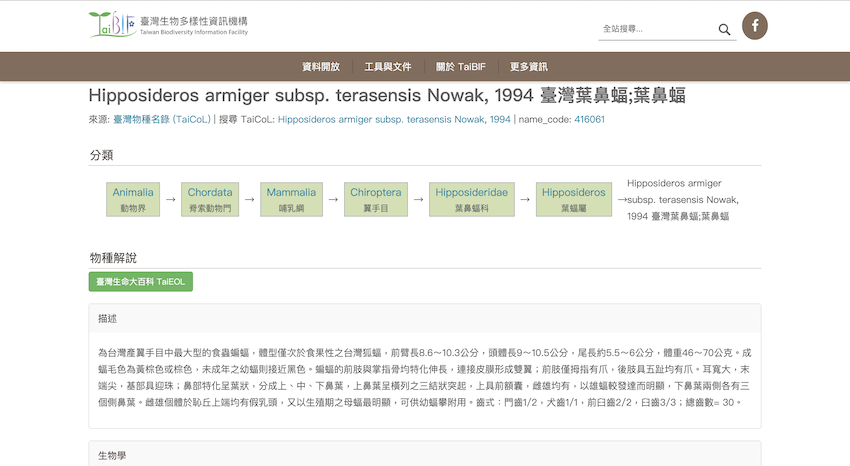 TaiBIF 臺灣生物多樣性資訊機構
Taiwan Biodiversity Information Facility
全站搜尋...
資料開放 工具與文件 關於 TaiBIF 更多資訊
Hipposideros armiger subsp. terasensis Nowak, 1994 臺灣葉鼻蝠;葉鼻蝠
來源: 臺灣物種名錄 (TaiCoL) | 搜尋 TaiCoL: Hipposideros armiger subsp. terasensis Nowak, 1994 | name_code: 416061
分類
Animalia 動物界 → Chordata 脊索動物門 → Mammalia 哺乳綱 → Chiroptera 翼手目 → Hipposideridae 葉鼻蝠科 → Hipposideros 葉蝠屬 →
Hipposideros armiger
subsp. terasensis Nowak,
1994 臺灣葉鼻蝠;葉鼻蝠
物種解說
臺灣生命大百科 TaiEOL
描述
為台灣產翼手目中最大型的食蟲蝙蝠，體型僅次於食果性之台灣狐蝠，前臂長8.6～10.3公分，頭體長9～10.5公分，尾長約5.5～6公分，體重46～70公克。成
蝠毛色為黃棕色或棕色，未成年之幼蝠則接近黑色。蝙蝠的前肢與掌指骨均特化伸長，連接皮膜形成雙翼；前肢僅拇指有爪，後肢具五趾均有爪。耳寬大，末
端尖，基部具迎珠；鼻部特化呈葉狀，分成上、中、下鼻葉，上鼻葉呈橫列之三結狀突起，上具前額囊，雌雄均有，以雄蝠較發達而明顯，下鼻葉兩側各有三
個側鼻葉。雌雄個體於恥丘上端均有假乳頭，又以生殖期之母蝠最明顯，可供幼蝠攀附用。齒式：門齒1/2，犬齒1/1，前臼齒2/2，臼齒3/3；總齒數= 30。
生物學